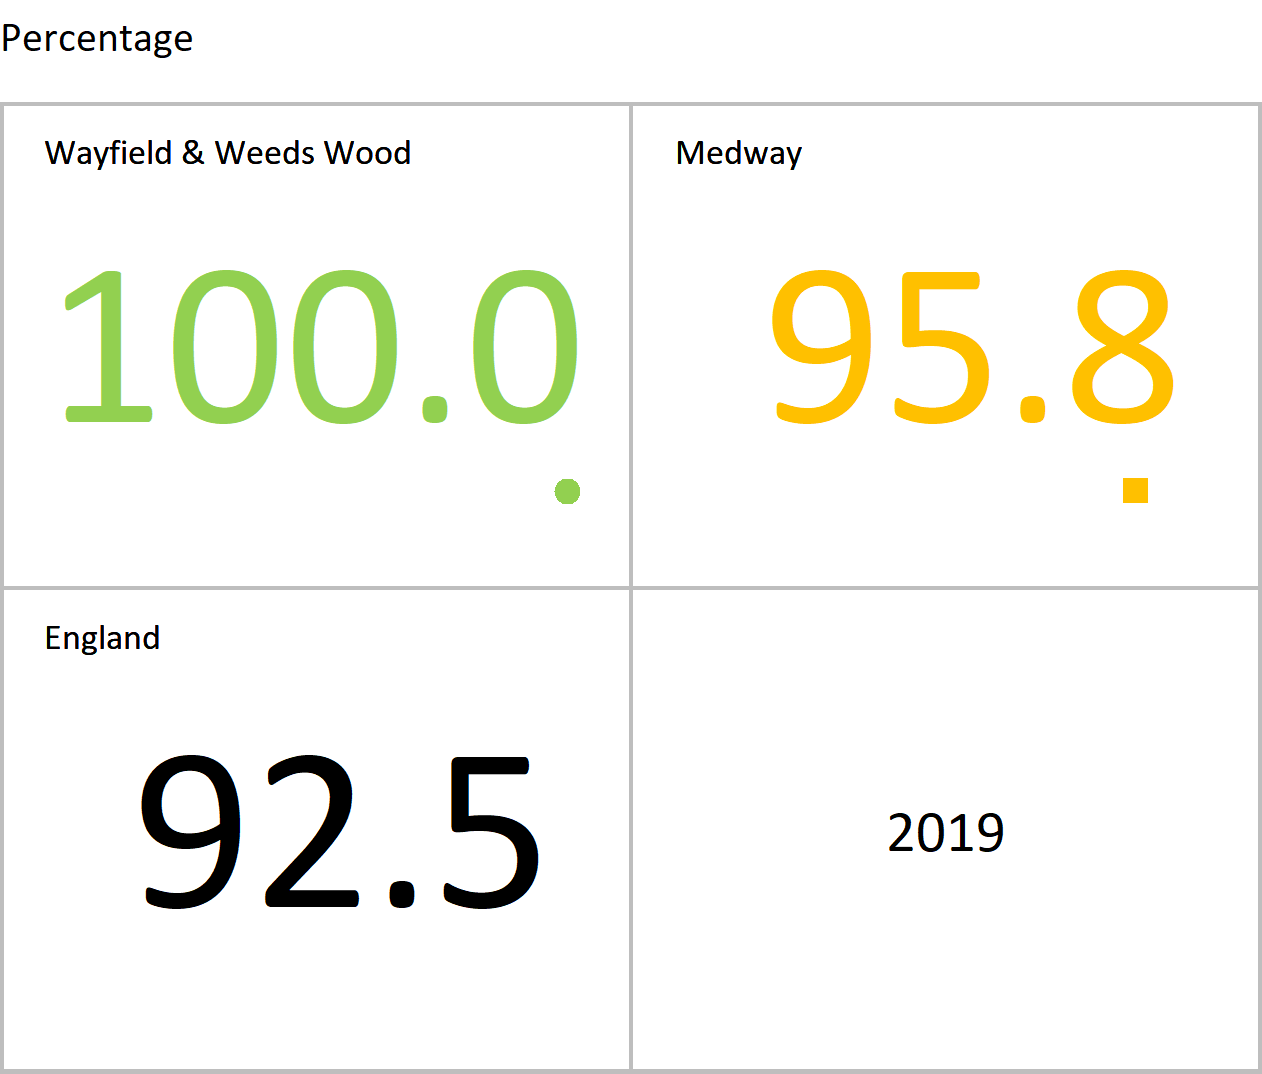 Percentage
Wayfield & Weeds Wood
100.0
Medway
95.8
England
92.5
2019